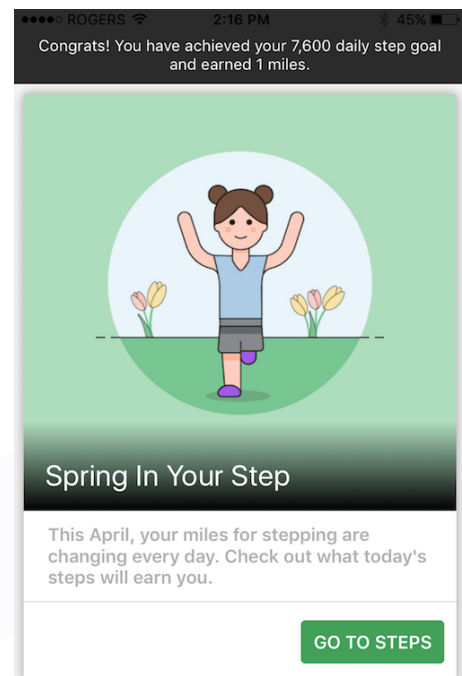 ROGERS 2:16 PM 45%
Congrats! You have achieved your 7,600 daily step goal
and earned 1 miles.
Spring In Your Step
This April, your miles for stepping are
changing every day. Check out what today's
steps will earn you.
GO TO STEPS